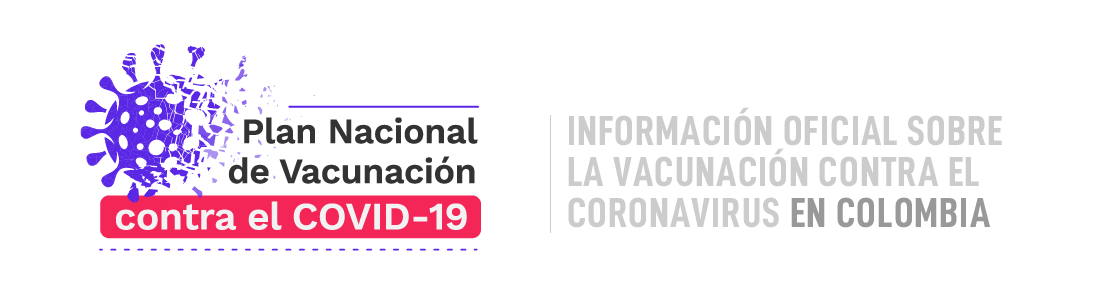 Plan Nacional
de Vacunación
contra el COVID-19
INFORMACIÓN OFICIAL SOBRE
LA VACUNACIÓN CONTRA EL
CORONAVIRUS EN COLOMBIA